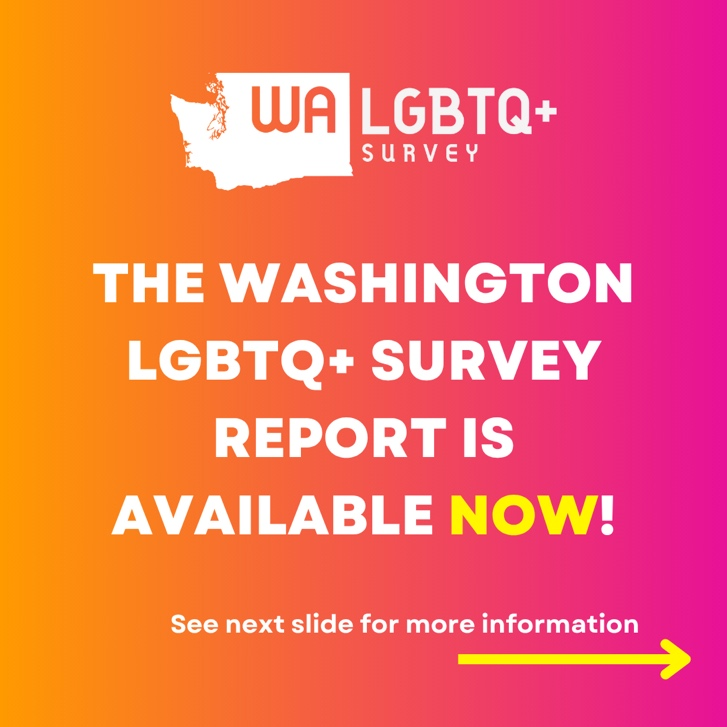 WA LGBTQ+
SURVEY
THE WASHINGTON
LGBTQ+ SURVEY
REPORT IS
AVAILABLE NOW!
See next slide for more information